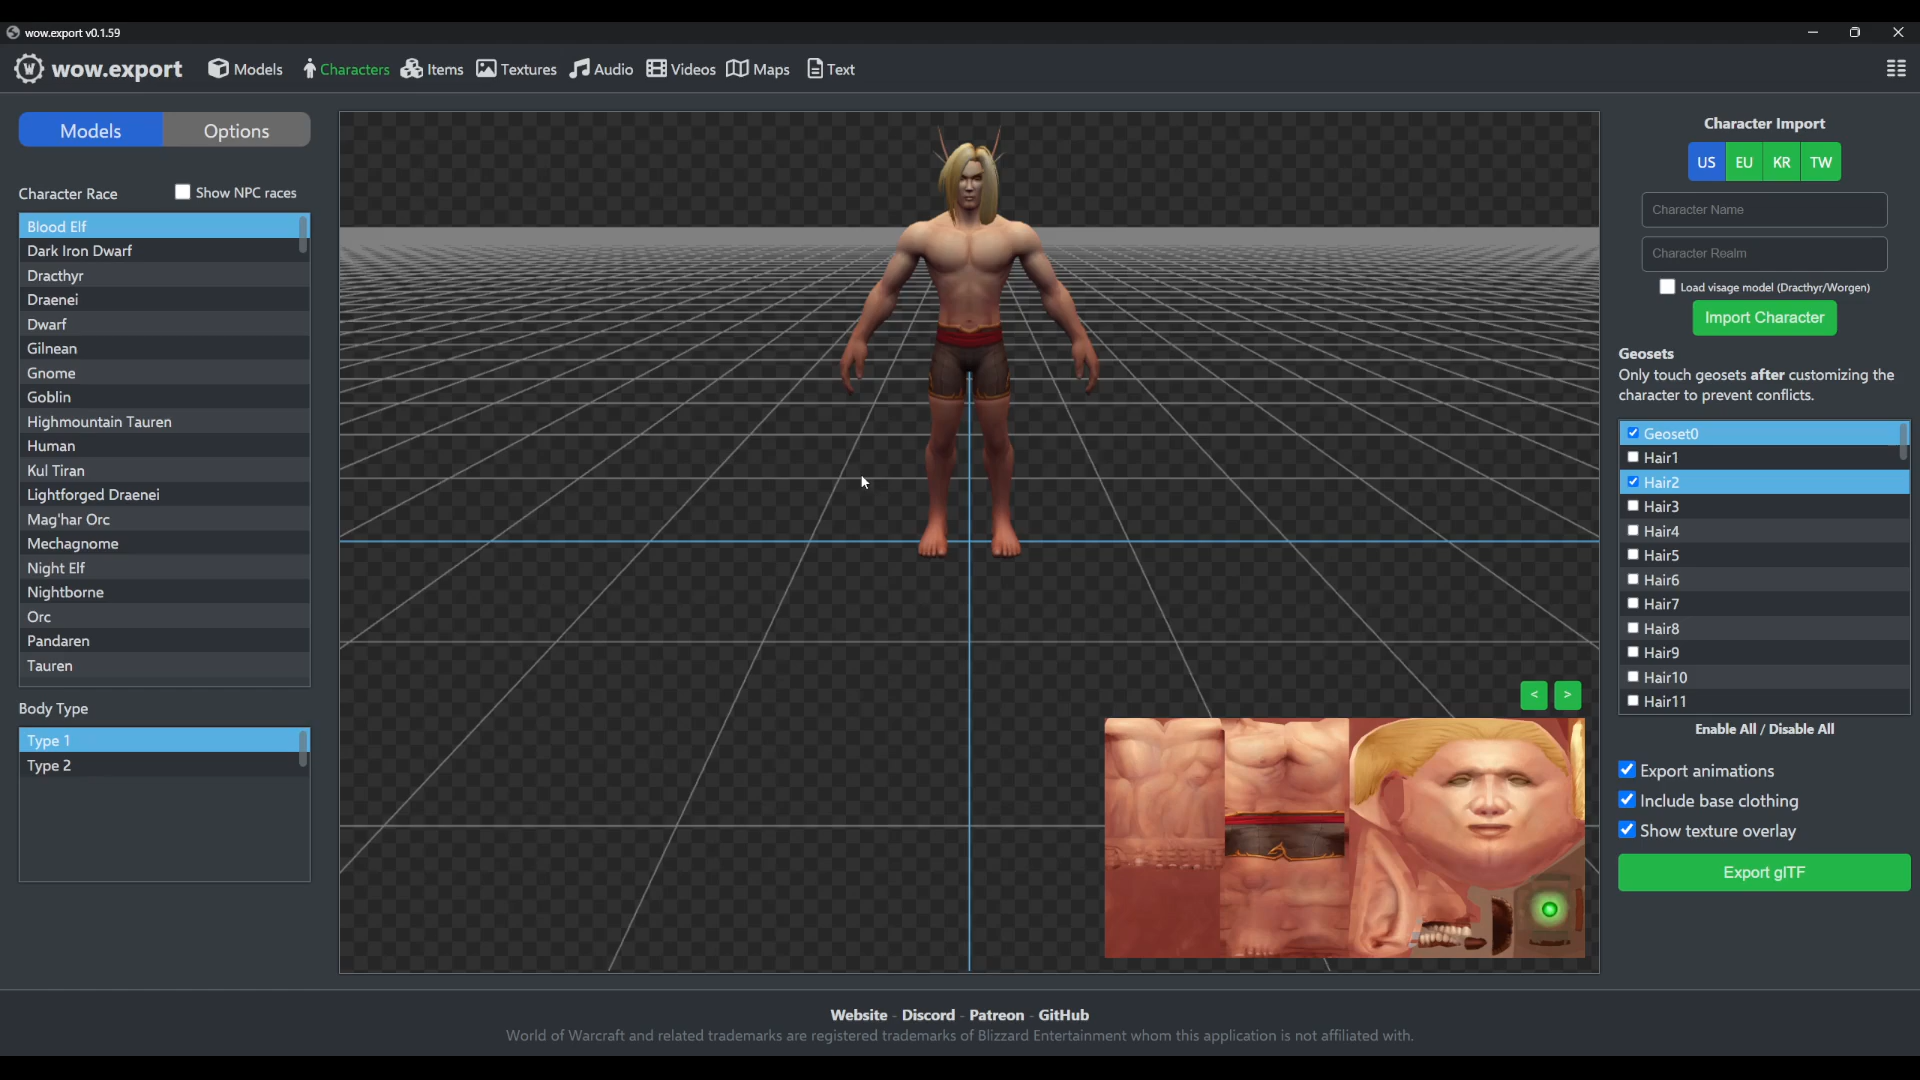 wow.export v0.1.59
wow.export
Models
Characters
Items
Textures
Audio
Videos
Maps
Text
Models
Options
Character Race
Show NPC races
Blood Elf
Dark Iron Dwarf
Dracthyr
Draenei
Dwarf
Gilnean
Gnome
Goblin
Highmountain Tauren
Human
Kul Tiran
Lightforged Draenei
Mag'har Orc
Mechagnome
Night Elf
Nightborne
Orc
Pandaren
Tauren
Body Type
Type 1
Type 2
< >
Character Import
US EU KR TW
Character Name
Character Realm
Load visage model (Dracthyr/Worgen)
Import Character
Geosets
Only touch geosets after customizing the
character to prevent conflicts.
Geoset0
Hair1
Hair2
Hair3
Hair4
Hair5
Hair6
Hair7
Hair8
Hair9
Hair10
Hair11
Enable All / Disable All
Export animations
Include base clothing
Show texture overlay
Export glTF
Website - Discord - Patreon - GitHub
World of Warcraft and related trademarks are registered trademarks of Blizzard Entertainment whom this application is not affiliated with.